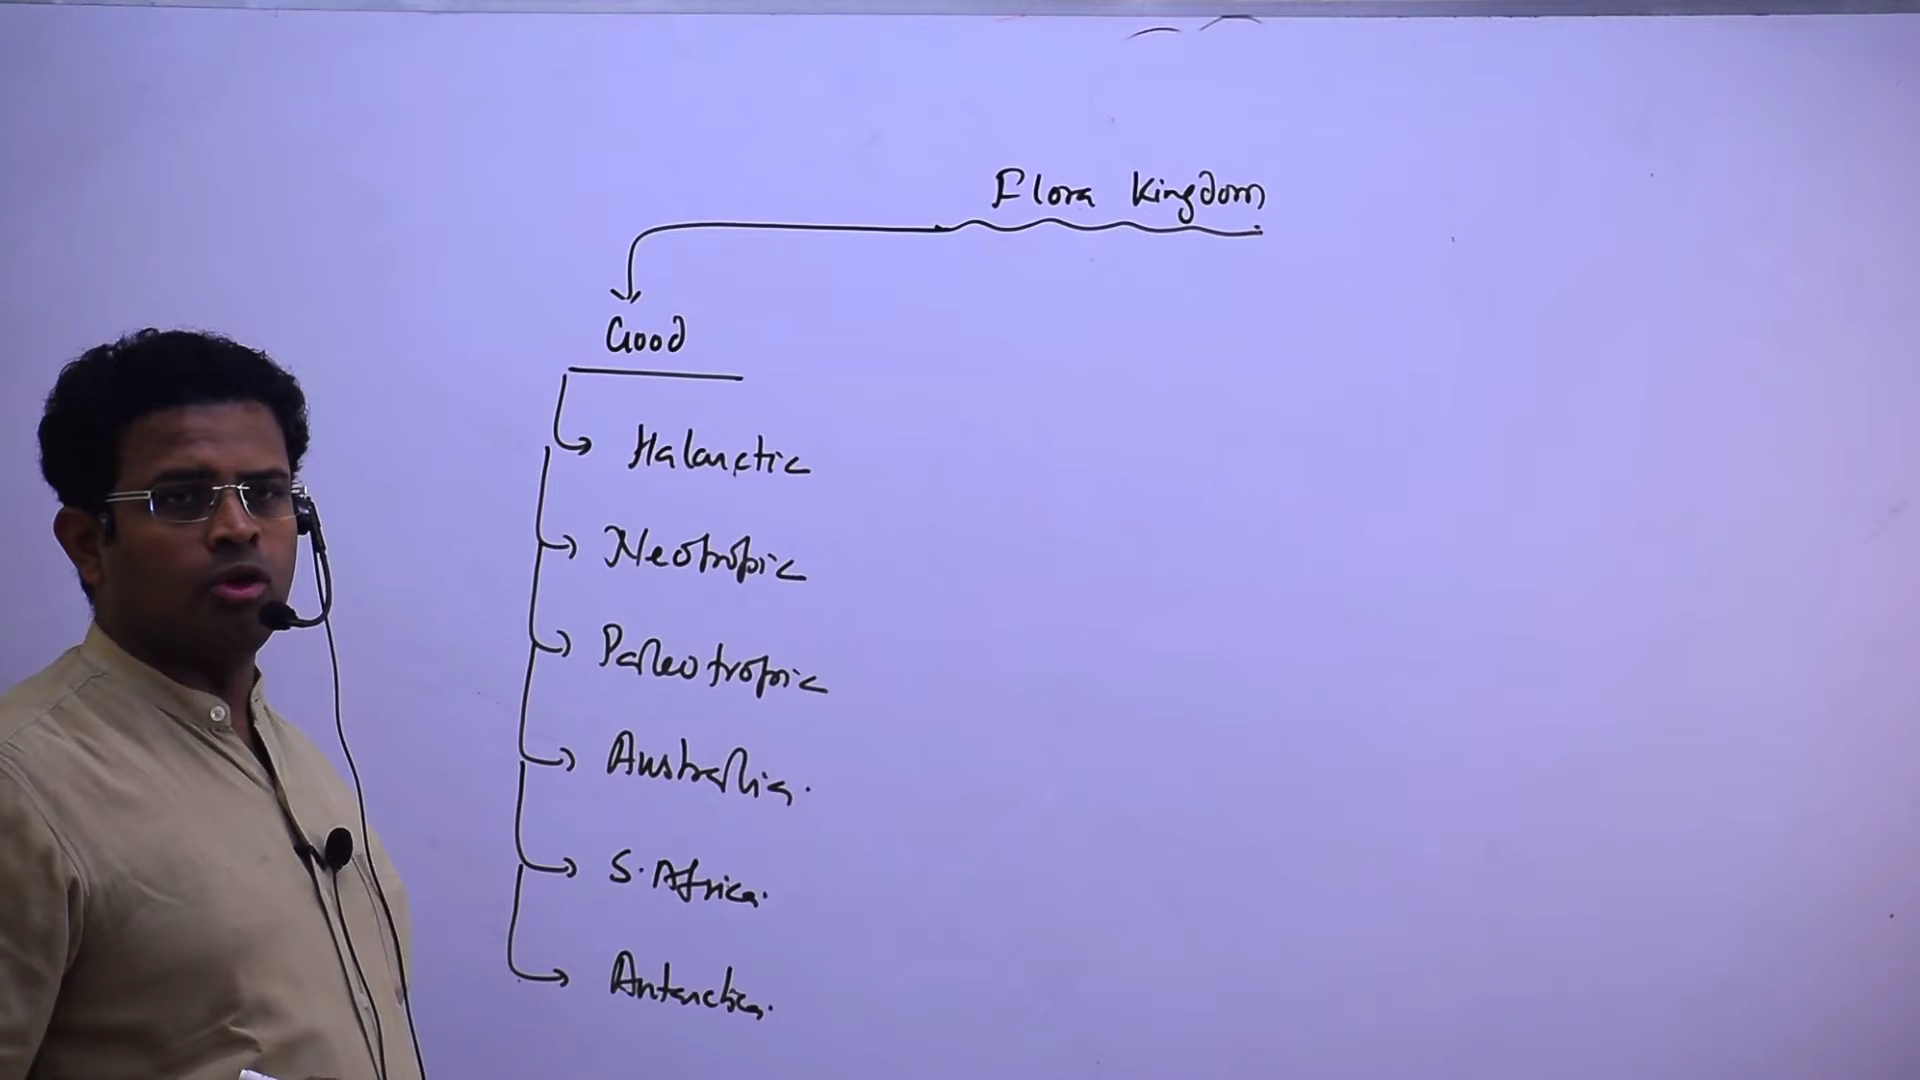 Flora Kingdom
Good
Halarctic
Neotropic
Paleotropic
Australia.
S. Africa.
Antarctica.